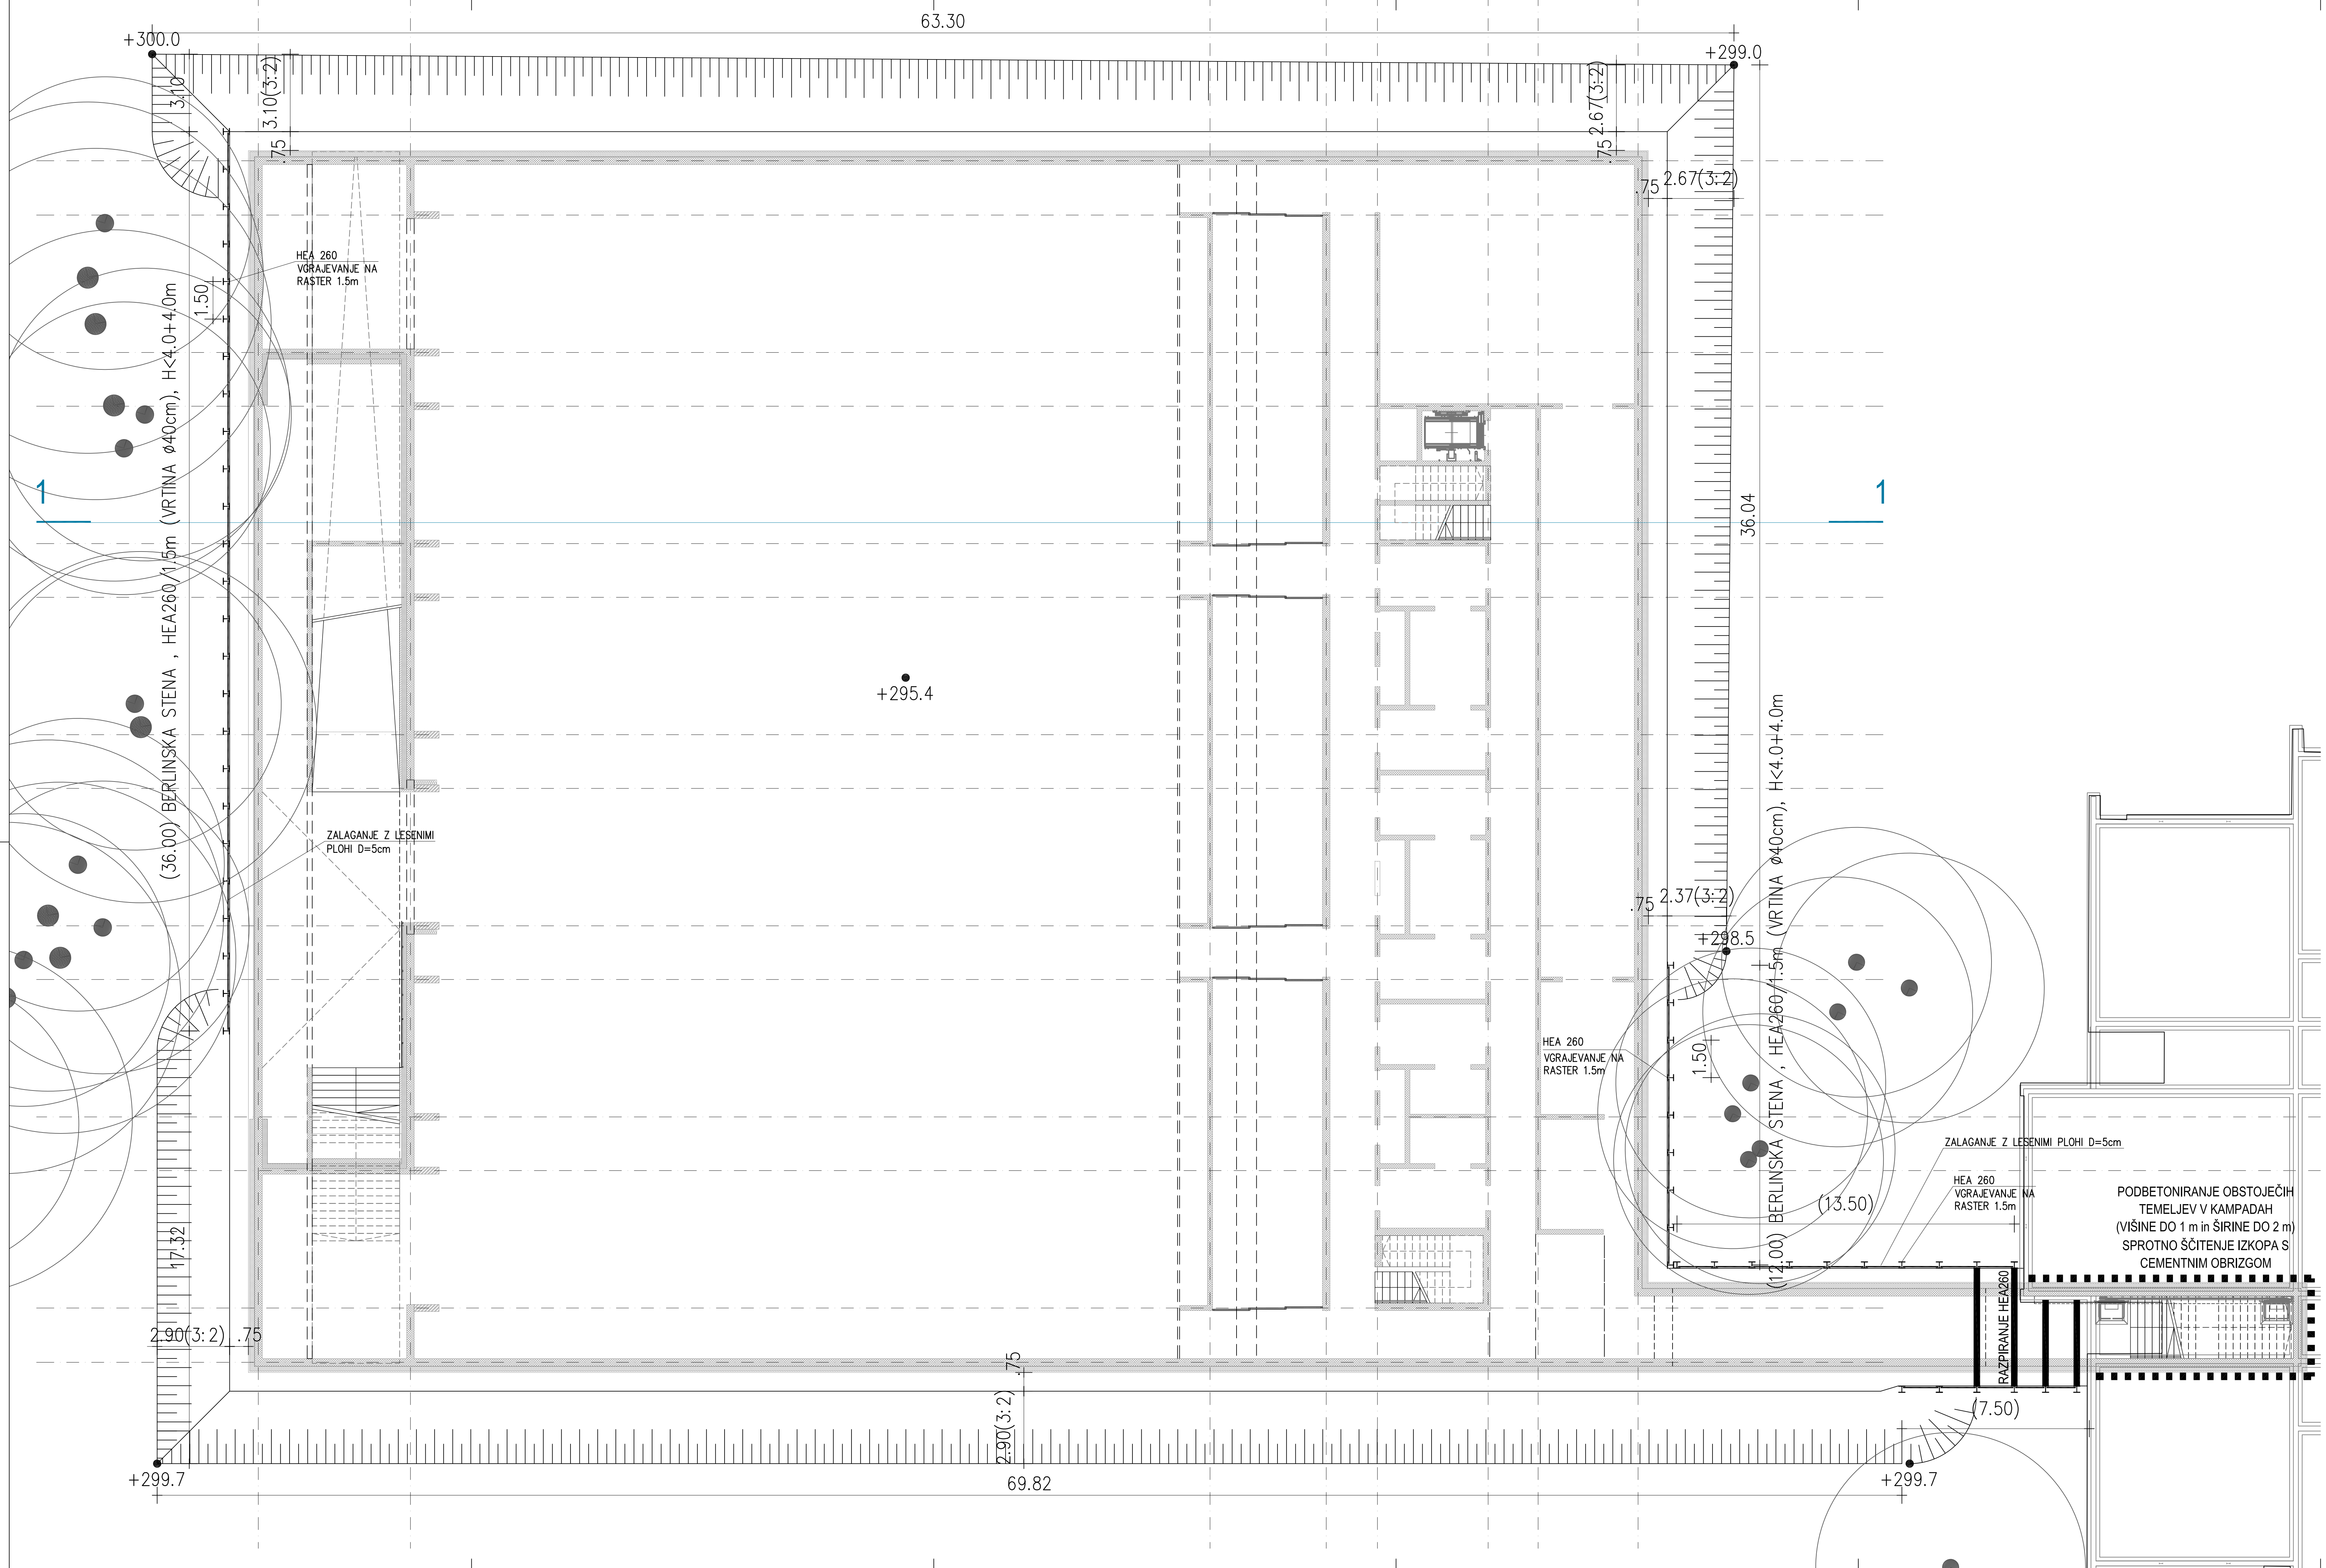 63.30
+300.0
+299.0
3.10
3.10(3:2)
.75
2.67(3:2)
.75
.75
2.67(3:2)
HEA 260
VGRAJEVANJE NA
RASTER 1.5m
1.50
(36.00) BERLINSKA STENA , HEA260/1.5m (VRTINA ø40cm), H<4.0+4.0m
1
1
36.04
+295.4
ZALAGANJE Z LESENIMI
PLOHI D=5cm
.75
2.37(3:2)
+298.5
(12.00) BERLINSKA STENA , HEA260/1.5m (VRTINA ø40cm), H<4.0+4.0m
HEA 260
VGRAJEVANJE NA
RASTER 1.5m
1.50
ZALAGANJE Z LESENIMI PLOHI D=5cm
HEA 260
VGRAJEVANJE NA
RASTER 1.5m
(13.50)
PODBETONIRANJE OBSTOJEČIH
TEMELJEV V KAMPADAH
(VIŠINE DO 1 m in ŠIRINE DO 2 m)
SPROTNO ŠČITENJE IZKOPA S
CEMENTNIM OBRIZGOM
RAZPIRANJE HEA260
17.32
2.90(3:2)
.75
.75
2.90(3:2)
(7.50)
+299.7
69.82
+299.7